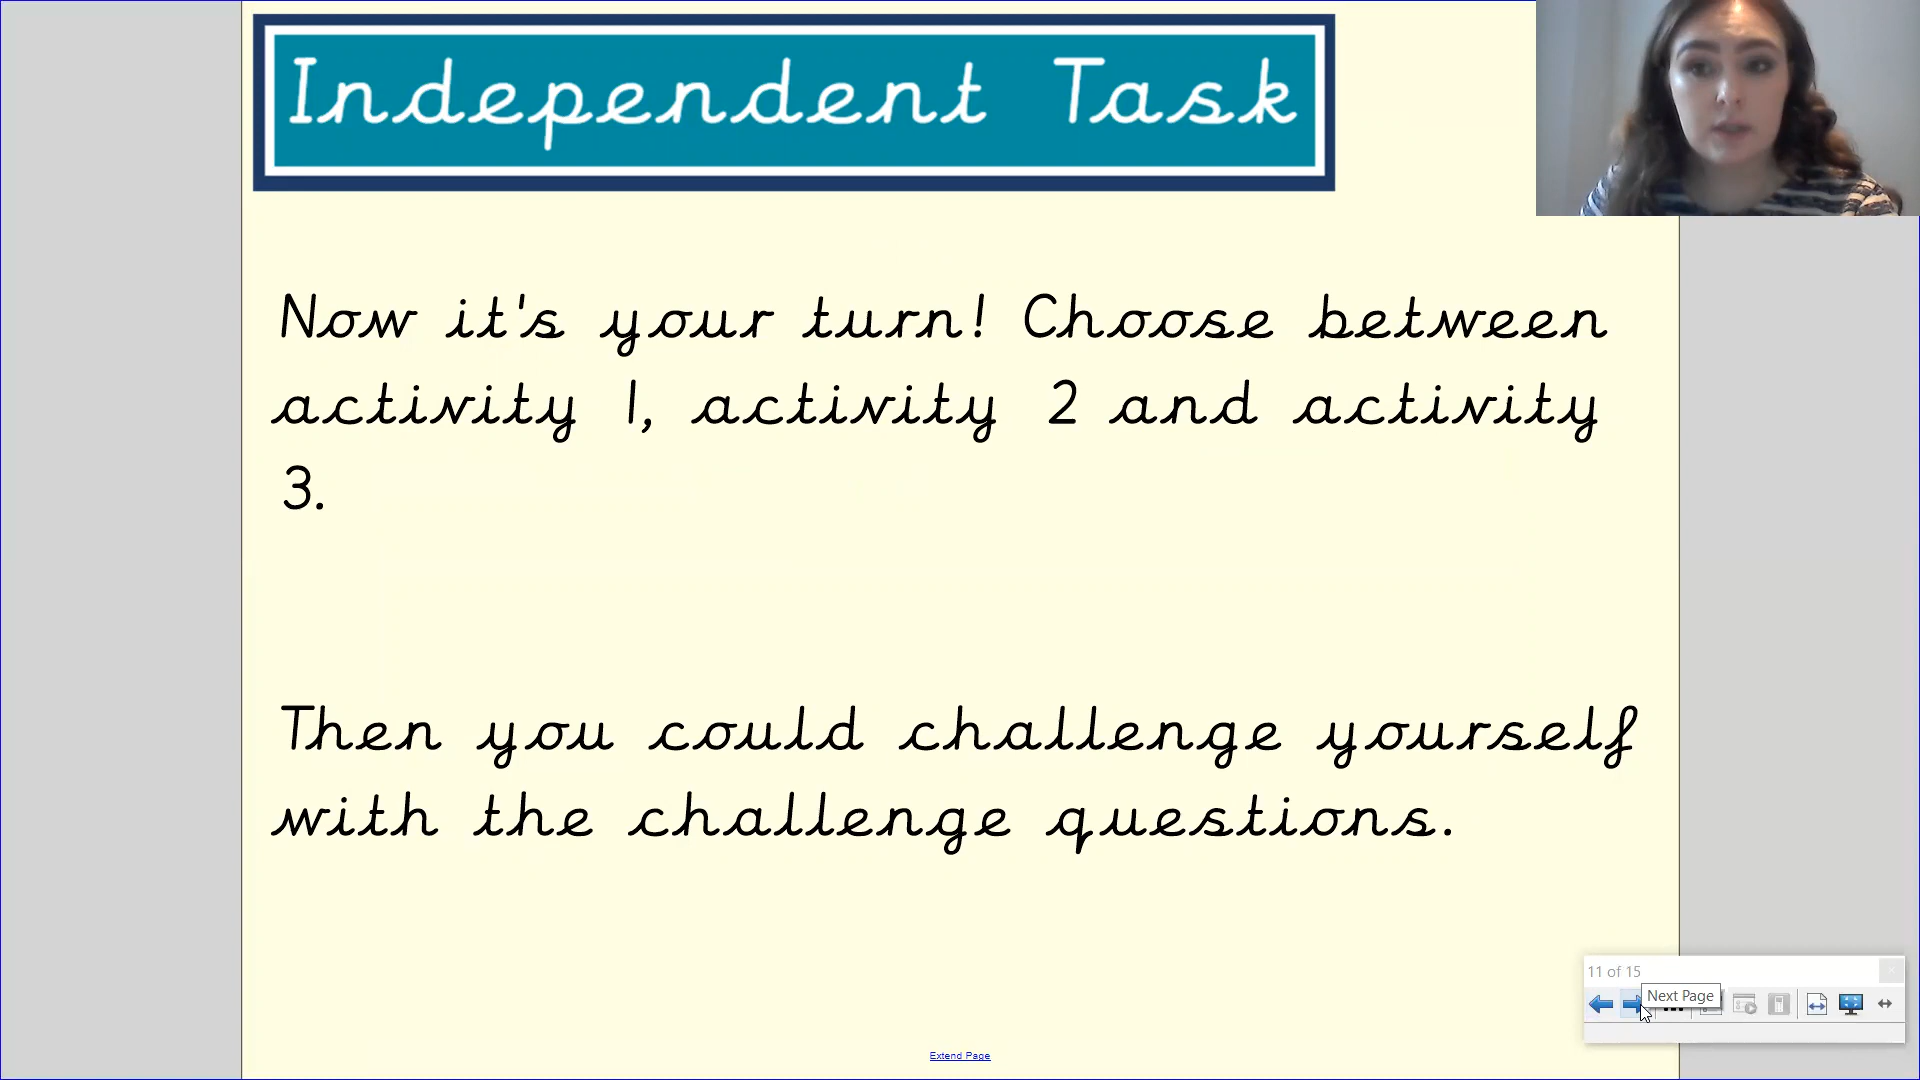 Independent Task
Now it's your turn! Choose between
activity 1, activity 2 and activity
3.
Then you could challenge yourself
with the challenge questions.
11 of 15
Next Page
Extend Page